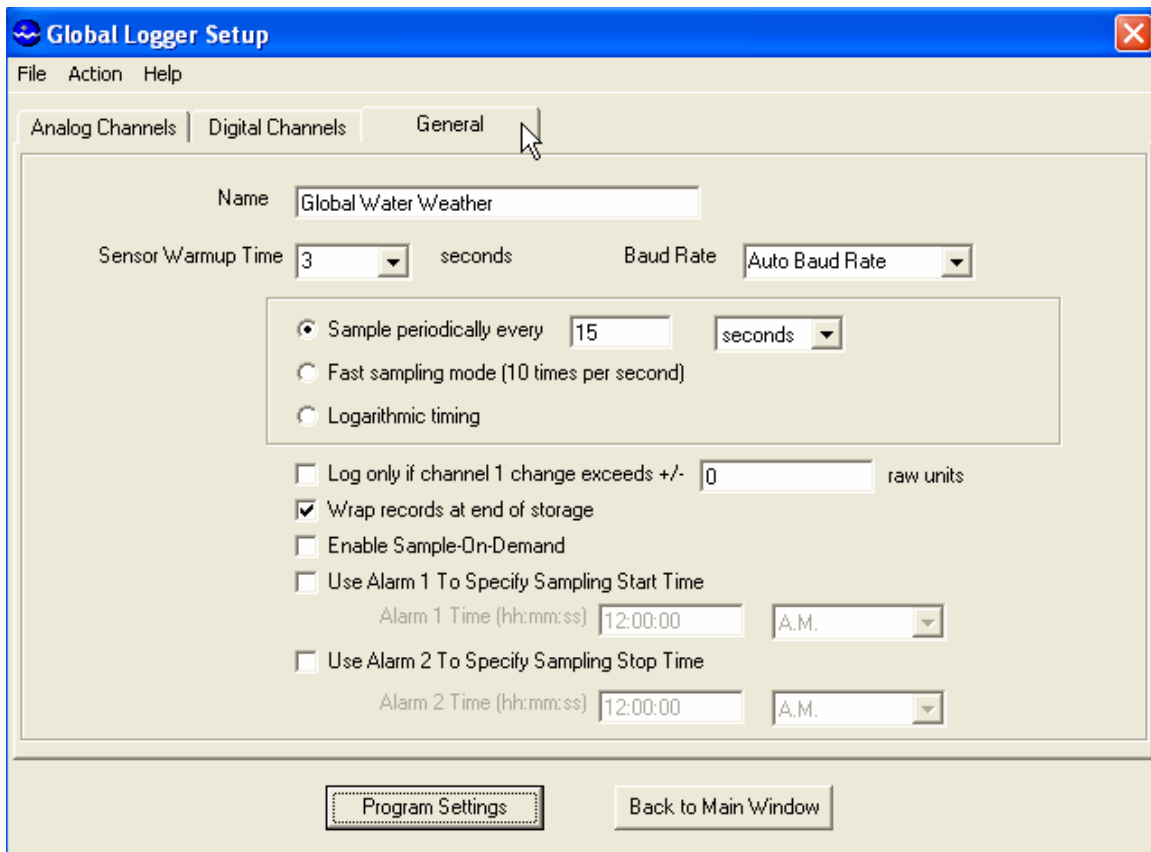 Global Logger Setup
File Action Help
Analog Channels Digital Channels General
Name Global Water Weather
Sensor Warmup Time 3 seconds Baud Rate Auto Baud Rate
Sample periodically every 15 seconds
Fast sampling mode (10 times per second)
Logarithmic timing
Log only if channel 1 change exceeds +/- 0 raw units
Wrap records at end of storage
Enable Sample-On-Demand
Use Alarm 1 To Specify Sampling Start Time
Alarm 1 Time (hh:mm:ss) 12:00:00 A.M.
Use Alarm 2 To Specify Sampling Stop Time
Alarm 2 Time (hh:mm:ss) 12:00:00 A.M.
Program Settings Back to Main Window